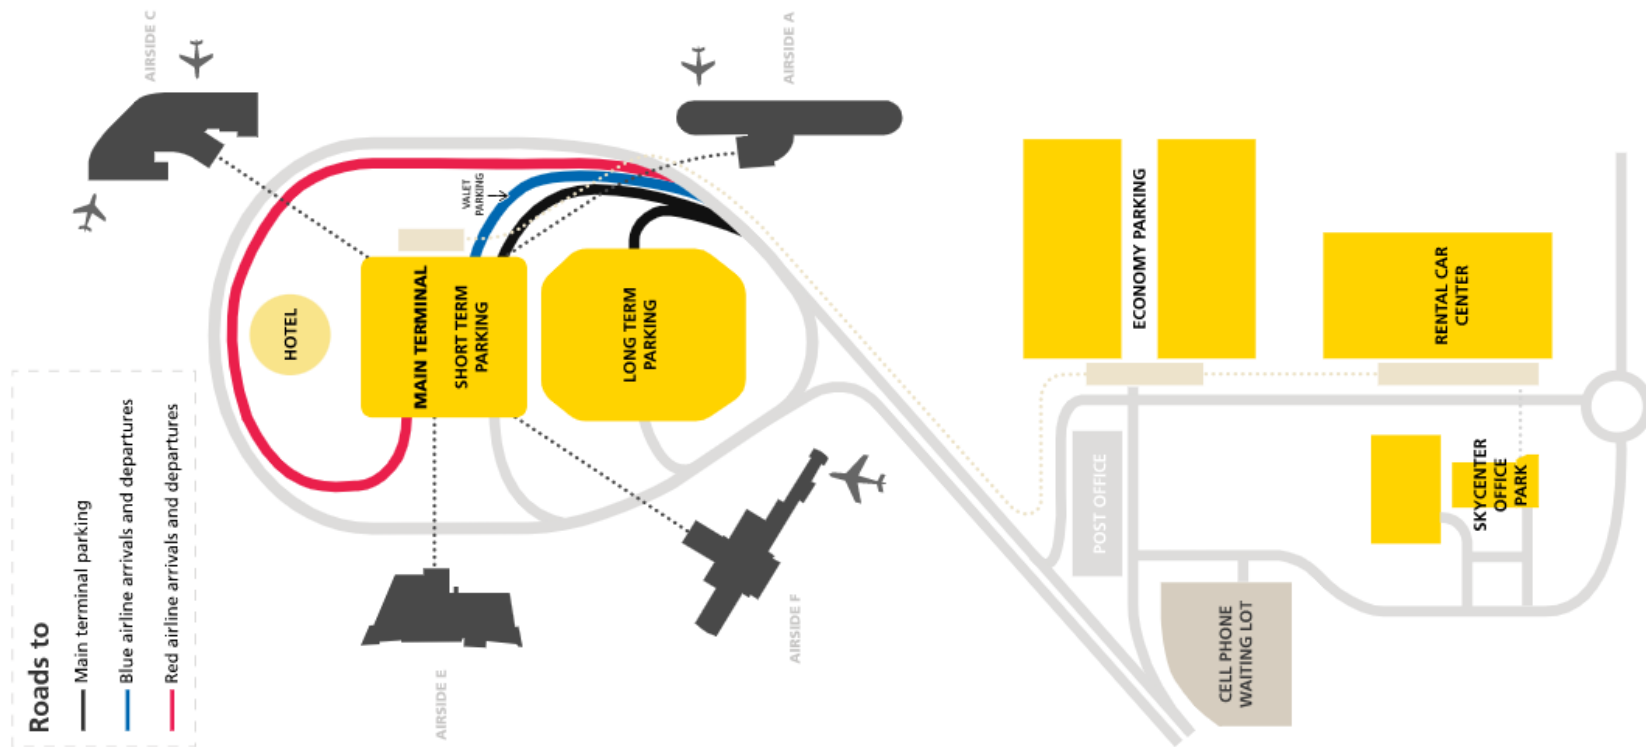 Roads to
Main terminal parking
Blue airline arrivals and departures
Red airline arrivals and departures
AIRSIDE C
AIRSIDE A
AIRSIDE E
AIRSIDE F
HOTEL
MAIN TERMINAL
SHORT TERM
PARKING
VALET
PARKING
LONG TERM
PARKING
ECONOMY PARKING
RENTAL CAR
CENTER
POST OFFICE
SKYCENTER
OFFICE
PARK
CELL PHONE
WAITING LOT